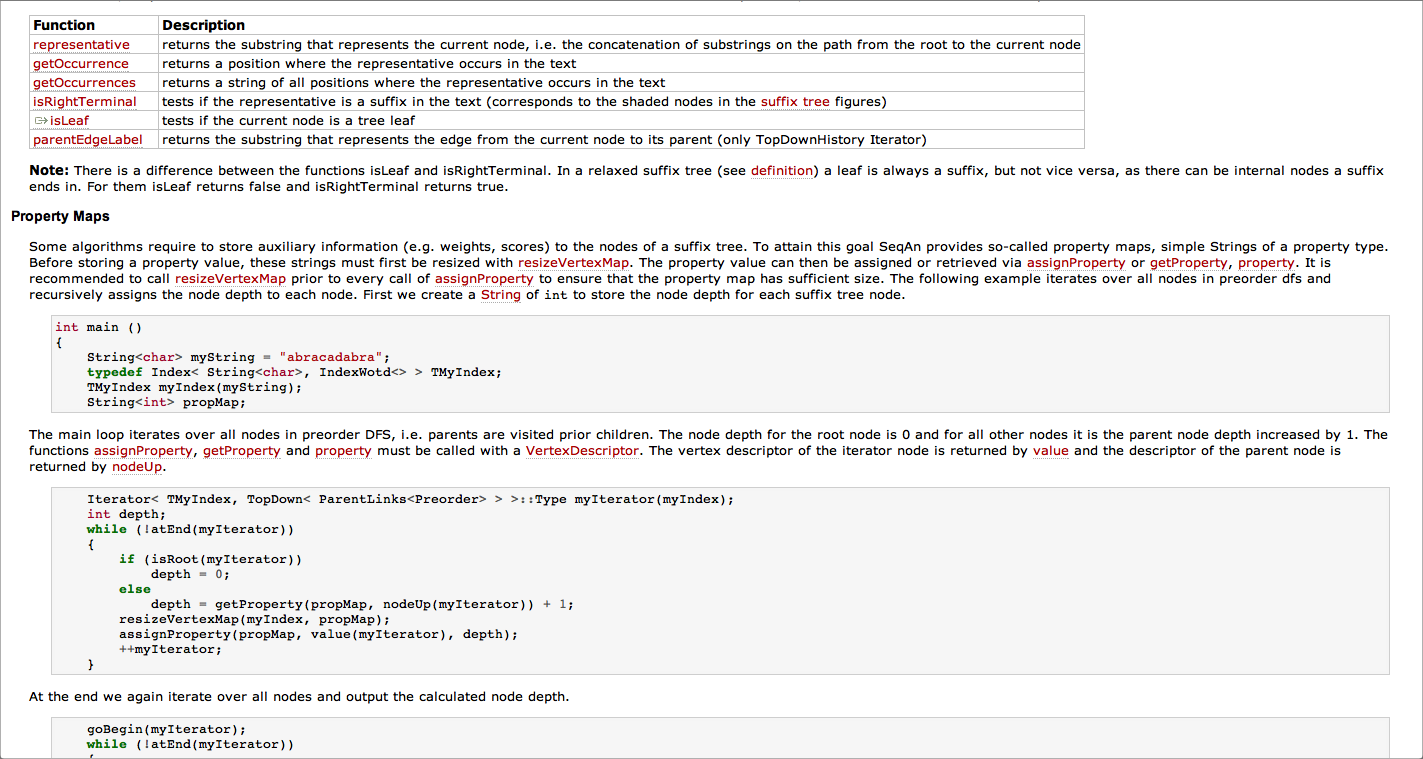 Function Description
representative returns the substring that represents the current node, i.e. the concatenation of substrings on the path from the root to the current node
getOccurrence returns a position where the representative occurs in the text
getOccurrences returns a string of all positions where the representative occurs in the text
isRightTerminal tests if the representative is a suffix in the text (corresponds to the shaded nodes in the suffix tree figures)
isLeaf tests if the current node is a tree leaf
parentEdgeLabel returns the substring that represents the edge from the current node to its parent (only TopDownHistory Iterator)
Note: There is a difference between the functions isLeaf and isRightTerminal. In a relaxed suffix tree (see definition) a leaf is always a suffix, but not vice versa, as there can be internal nodes a suffix
ends in. For them isLeaf returns false and isRightTerminal returns true.
Property Maps
Some algorithms require to store auxiliary information (e.g. weights, scores) to the nodes of a suffix tree. To attain this goal SeqAn provides so-called property maps, simple Strings of a property type.
Before storing a property value, these strings must first be resized with resizeVertexMap. The property value can then be assigned or retrieved via assignProperty or getProperty, property. It is
recommended to call resizeVertexMap prior to every call of assignProperty to ensure that the property map has sufficient size. The following example iterates over all nodes in preorder dfs and
recursively assigns the node depth to each node. First we create a String of int to store the node depth for each suffix tree node.
int main ()
{
String<char> myString = "abracadabra";
typedef Index< String<char>, IndexWotd<> > TMyIndex;
TMyIndex myIndex(myString);
String<int> propMap;
The main loop iterates over all nodes in preorder DFS, i.e. parents are visited prior children. The node depth for the root node is 0 and for all other nodes it is the parent node depth increased by 1. The
functions assignProperty, getProperty and property must be called with a VertexDescriptor. The vertex descriptor of the iterator node is returned by value and the descriptor of the parent node is
returned by nodeUp.
Iterator< TMyIndex, TopDown< ParentLinks<Preorder> > >::Type myIterator(myIndex);
int depth;
while (!atEnd(myIterator))
{
if (isRoot(myIterator))
depth = 0;
else
depth = getProperty(propMap, nodeUp(myIterator)) + 1;
resizeVertexMap(myIndex, propMap);
assignProperty(propMap, value(myIterator), depth);
++myIterator;
}
At the end we again iterate over all nodes and output the calculated node depth.
goBegin(myIterator);
while (!atEnd(myIterator))